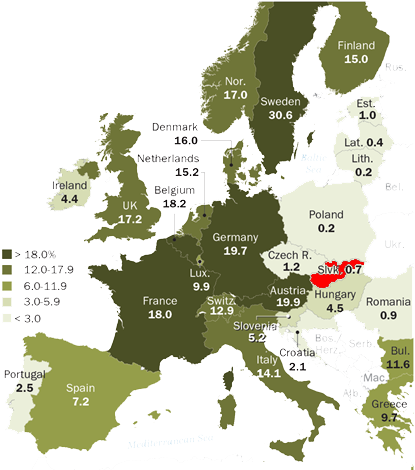 Finland
15.0
Nor.
17.0
Rus.
Sweden
30.6
Est.
1.0
Denmark
16.0
Lat. 0.4
Lith.
0.2
Netherlands
15.2
Ireland
4.4
Belgium
18.2
Bel.
UK
17.2
Poland
0.2
Germany
19.7
Ukr.
> 18.0%
12.0-17.9
6.0-11.9
3.0-5.9
< 3.0
Czech R.
1.2
Slvk. 0.7
Lux.
9.9
Austria
19.9
Hungary
4.5
France
18.0
Switz.
12.9
Romania
0.9
Slovenia
5.2
Bos./
Herz.
Serb.
Croatia
2.1
Italy
14.1
Bul.
11.6
Portugal
2.5
Spain
7.2
Mac.
Alb.
Greece
9.7
Mediterranean Sea